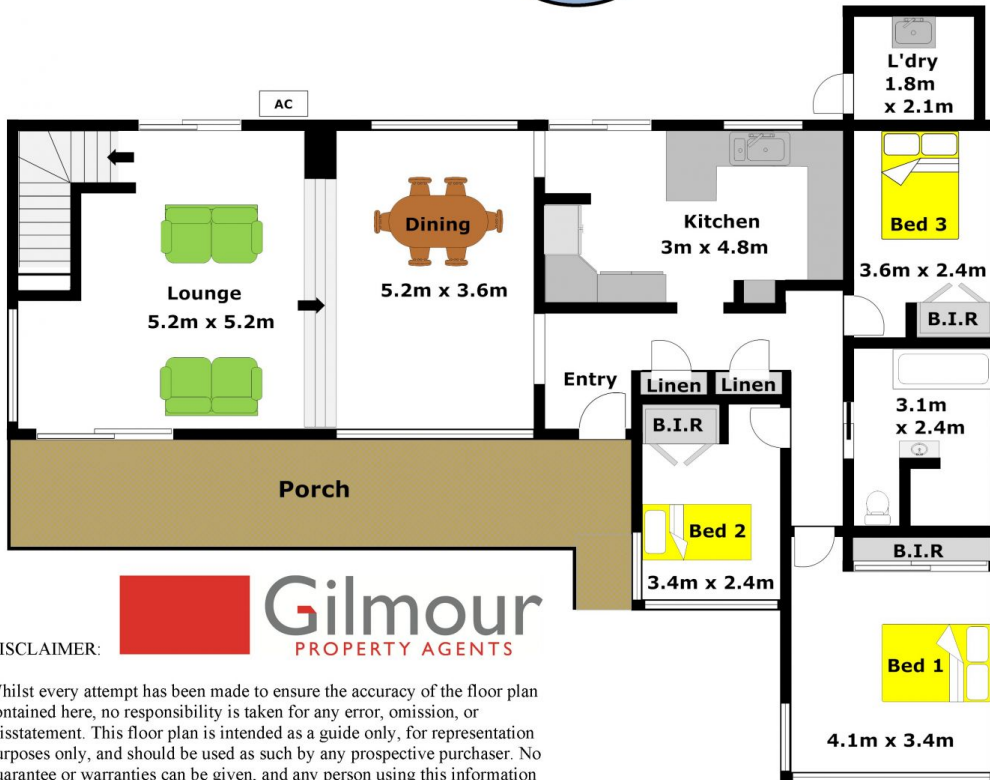 L'dry
1.8m
x 2.1m
AC
Dining
5.2m x 3.6m
Kitchen
3m x 4.8m
Bed 3
3.6m x 2.4m
B.I.R
Lounge
5.2m x 5.2m
Entry
Linen
Linen
B.I.R
3.1m
x 2.4m
Porch
Bed 2
3.4m x 2.4m
B.I.R
Bed 1
4.1m x 3.4m
Gilmour
PROPERTY AGENTS
ISCLAIMER:
hilst every attempt has been made to ensure the accuracy of the floor plan
ontained here, no responsibility is taken for any error, omission, or
isstatement. This floor plan is intended as a guide only, for representation
urposes only, and should be used as such by any prospective purchaser. No
uarantee or warranties can be given, and any person using this information